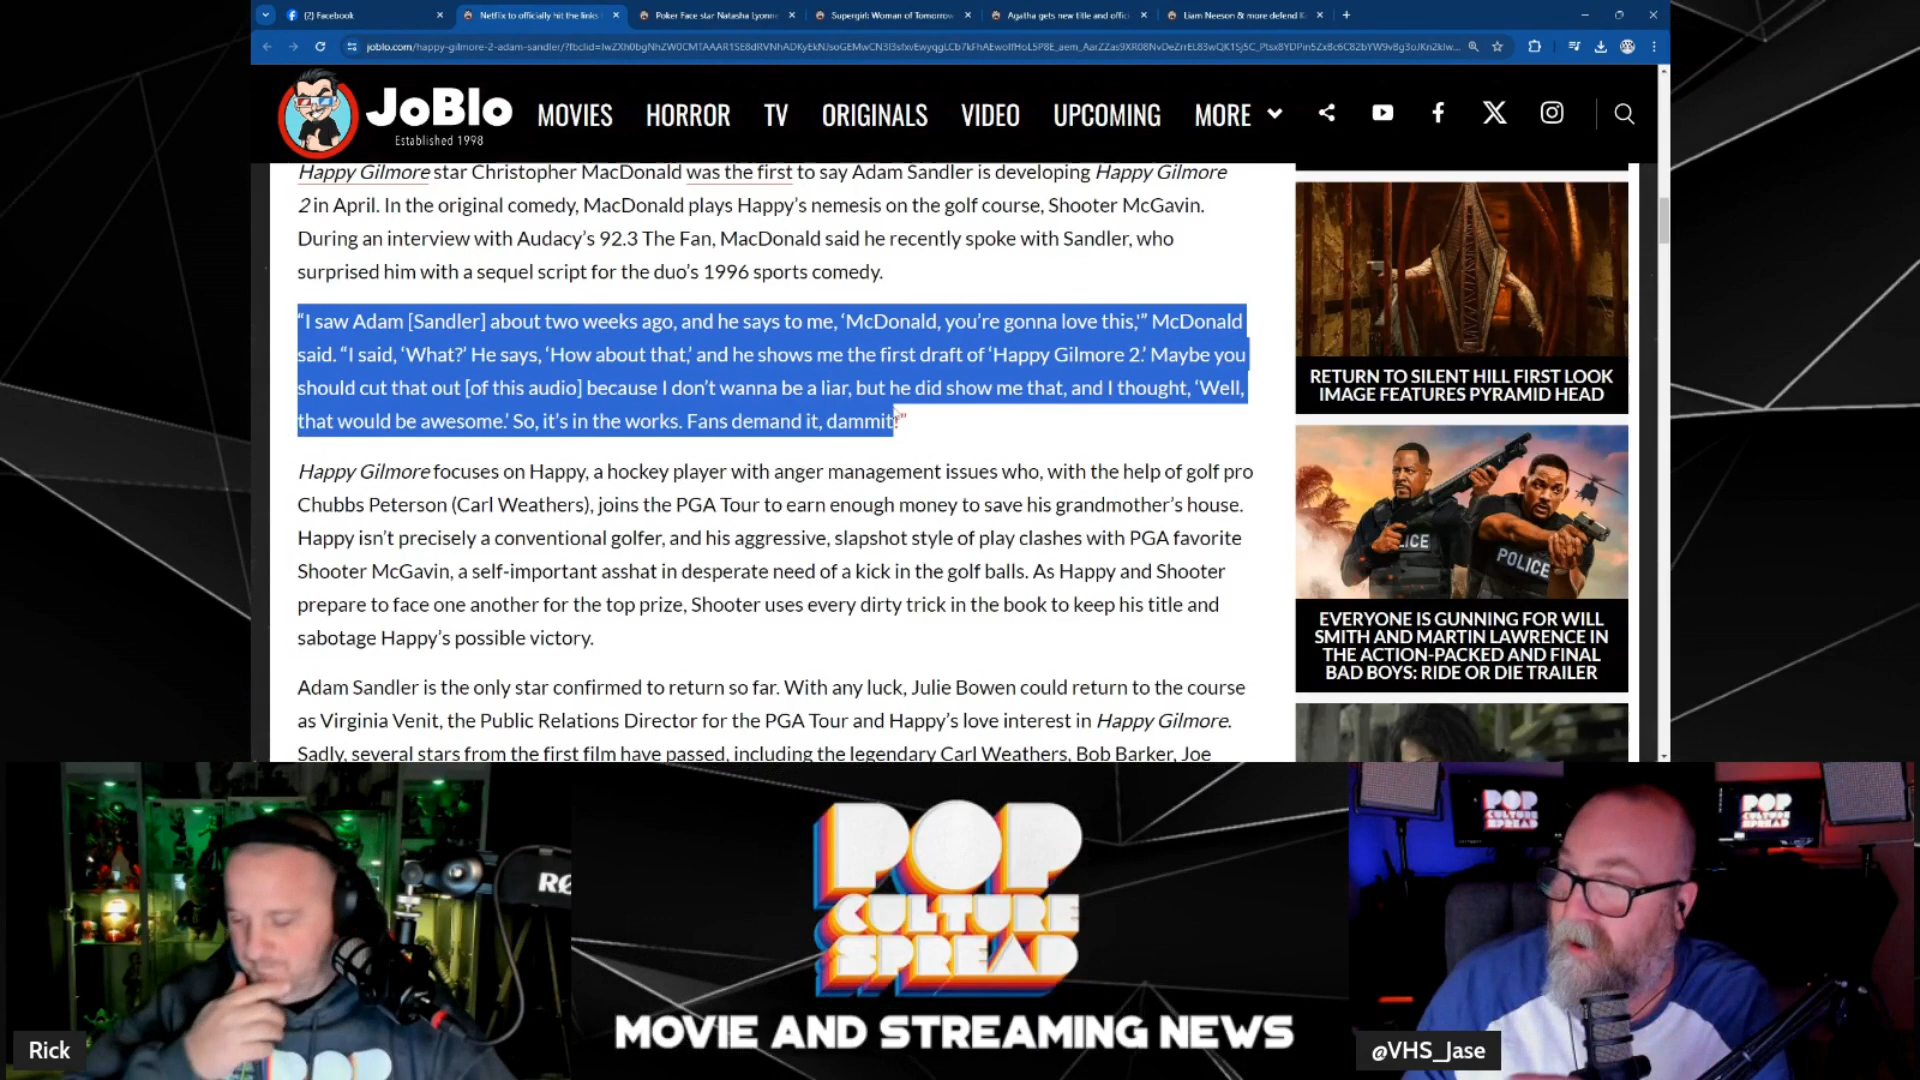 (2) Facebook
Netflix to officially hit the links
Poker Face star Natasha Lyonne
Supergirl: Woman of Tomorrow
Agatha gets new title and offici
Liam Neeson & more defend
JoBlo
Established 1998
MOVIES HORROR TV ORIGINALS VIDEO UPCOMING MORE
Happy Gilmore star Christopher MacDonald was the first to say Adam Sandler is developing Happy Gilmore
2 in April. In the original comedy, MacDonald plays Happy’s nemesis on the golf course, Shooter McGavin.
During an interview with Audacy’s 92.3 The Fan, MacDonald said he recently spoke with Sandler, who
surprised him with a sequel script for the duo’s 1996 sports comedy.
“I saw Adam [Sandler] about two weeks ago, and he says to me, ‘McDonald, you’re gonna love this,'” McDonald
said. “I said, ‘What?’ He says, ‘How about that,’ and he shows me the first draft of ‘Happy Gilmore 2.’ Maybe you
should cut that out [of this audio] because I don’t wanna be a liar, but he did show me that, and I thought, ‘Well,
that would be awesome.’ So, it’s in the works. Fans demand it, dammit!”
Happy Gilmore focuses on Happy, a hockey player with anger management issues who, with the help of golf pro
Chubbs Peterson (Carl Weathers), joins the PGA Tour to earn enough money to save his grandmother’s house.
Happy isn’t precisely a conventional golfer, and his aggressive, slapshot style of play clashes with PGA favorite
Shooter McGavin, a self-important asshat in desperate need of a kick in the golf balls. As Happy and Shooter
prepare to face one another for the top prize, Shooter uses every dirty trick in the book to keep his title and
sabotage Happy’s possible victory.
Adam Sandler is the only star confirmed to return so far. With any luck, Julie Bowen could return to the course
as Virginia Venit, the Public Relations Director for the PGA Tour and Happy’s love interest in Happy Gilmore.
Sadly, several stars from the first film have passed, including the legendary Carl Weathers, Bob Barker, Joe
RETURN TO SILENT HILL FIRST LOOK
IMAGE FEATURES PYRAMID HEAD
POLICE
EVERYONE IS GUNNING FOR WILL
SMITH AND MARTIN LAWRENCE IN
THE ACTION-PACKED AND FINAL
BAD BOYS: RIDE OR DIE TRAILER
Rick
POP
CULTURE
SPREAD
MOVIE AND STREAMING NEWS
POP
CULTURE
SPREAD
POP
CULTURE
SPREAD
@VHS_Jase